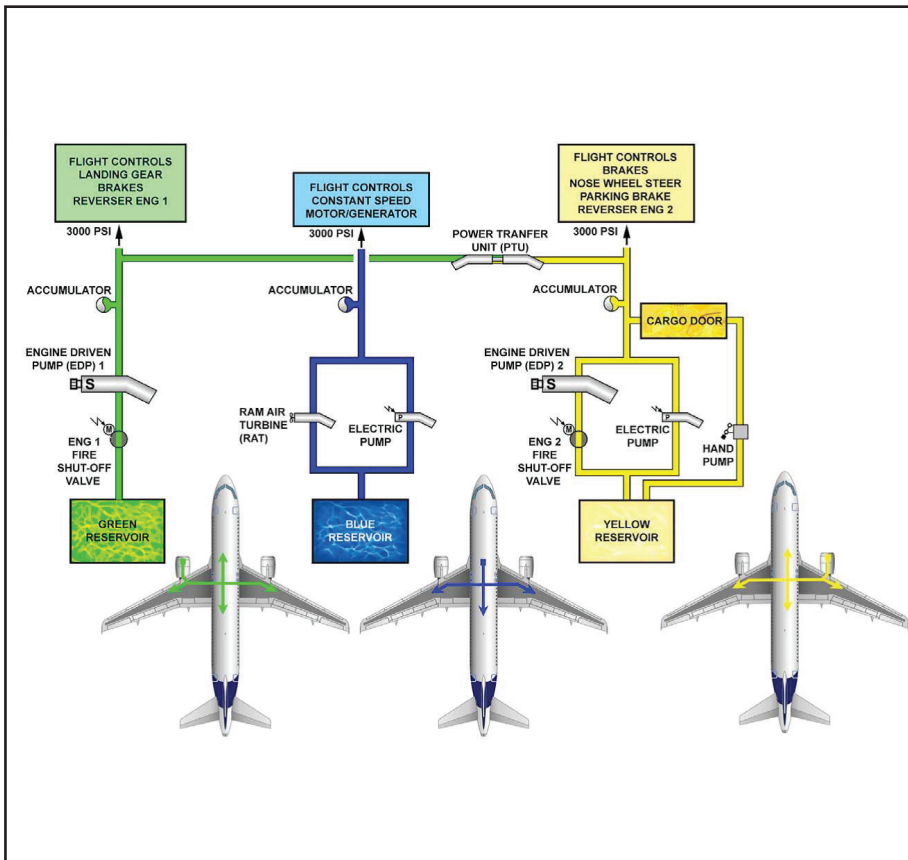 FLIGHT CONTROLS
LANDING GEAR
BRAKES
REVERSER ENG 1
3000 PSI
ACCUMULATOR
ENGINE DRIVEN
PUMP (EDP) 1
S
M
ENG 1
FIRE
SHUT-OFF
VALVE
GREEN
RESERVOIR
FLIGHT CONTROLS
CONSTANT SPEED
MOTOR/GENERATOR
3000 PSI
ACCUMULATOR
RAM AIR
TURBINE
(RAT)
P
ELECTRIC
PUMP
BLUE
RESERVOIR
POWER TRANFER
UNIT (PTU)
FLIGHT CONTROLS
BRAKES
NOSE WHEEL STEER
PARKING BRAKE
REVERSER ENG 2
3000 PSI
ACCUMULATOR
CARGO DOOR
ENGINE DRIVEN
PUMP (EDP) 2
S
M
ENG 2
FIRE
SHUT-OFF
VALVE
P
ELECTRIC
PUMP
HAND
PUMP
YELLOW
RESERVOIR